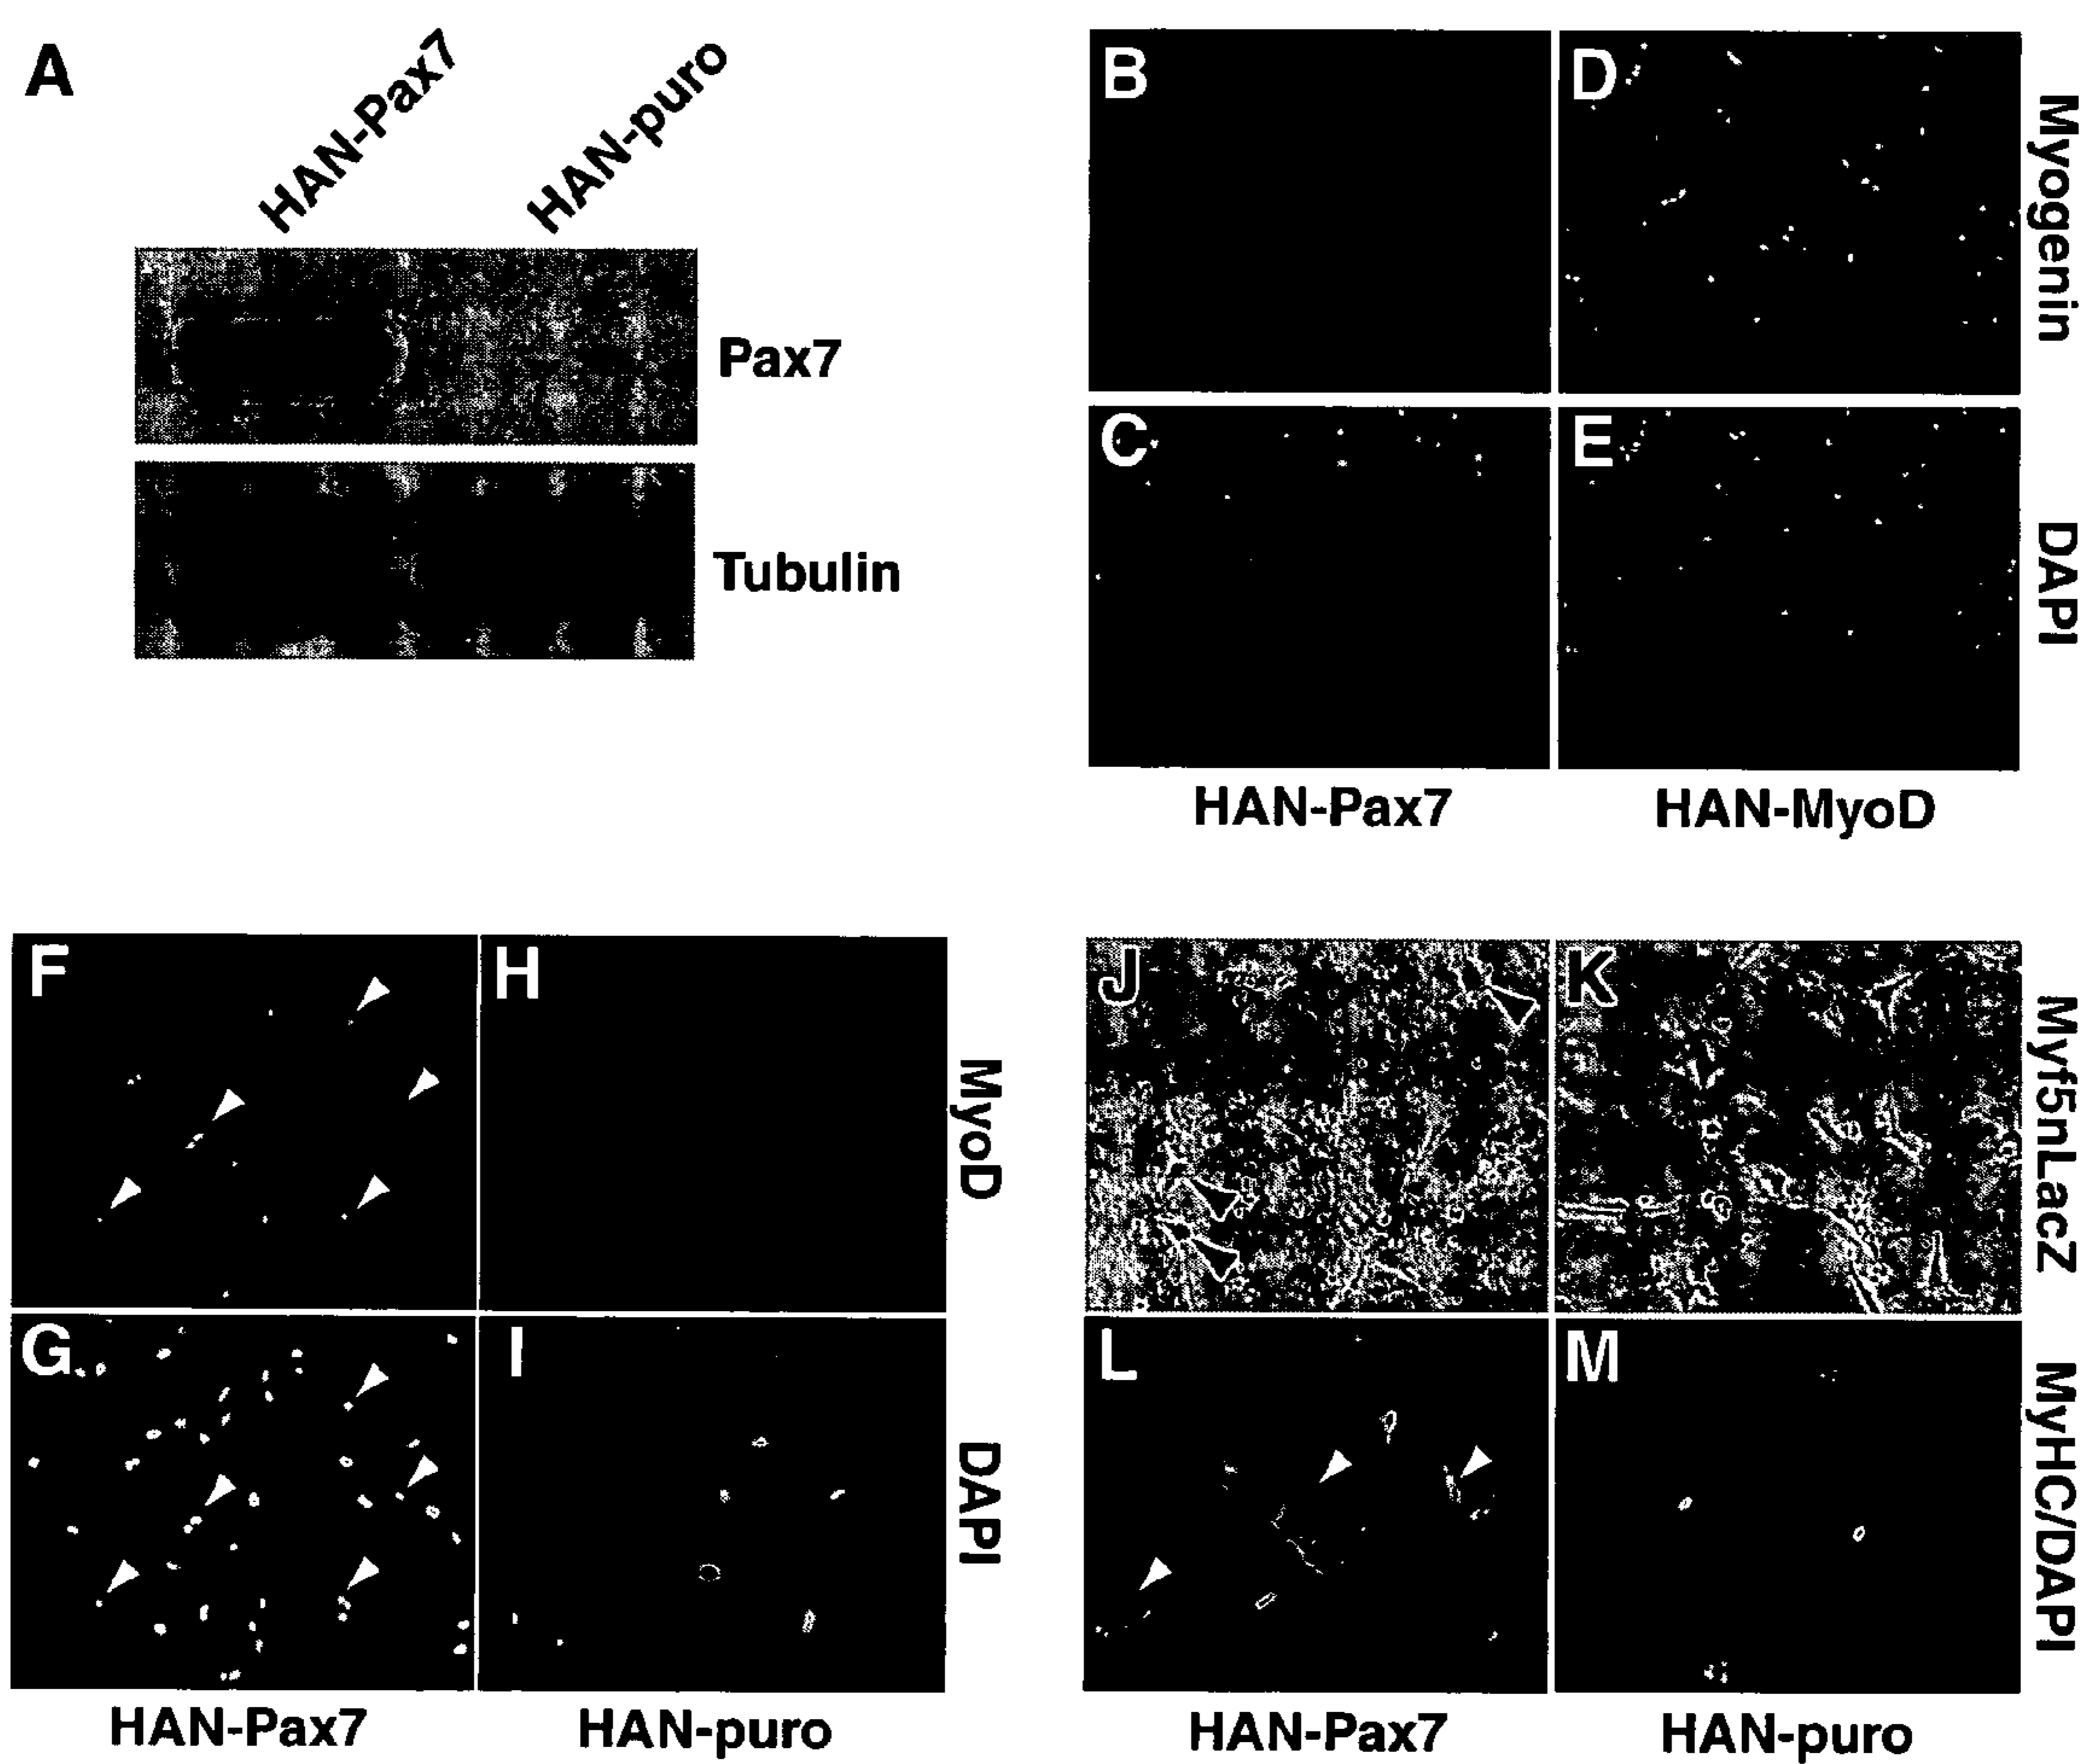 A
HAN-Pax7
HAN-puro
Pax7
Tubulin
B
D
Myogenin
C
E
DAPI
HAN-Pax7
HAN-MyoD
F
H
MyoD
G
I
DAPI
HAN-Pax7
HAN-puro
J
K
Myf5nLacZ
L
M
MyHC/DAPI
HAN-Pax7
HAN-puro